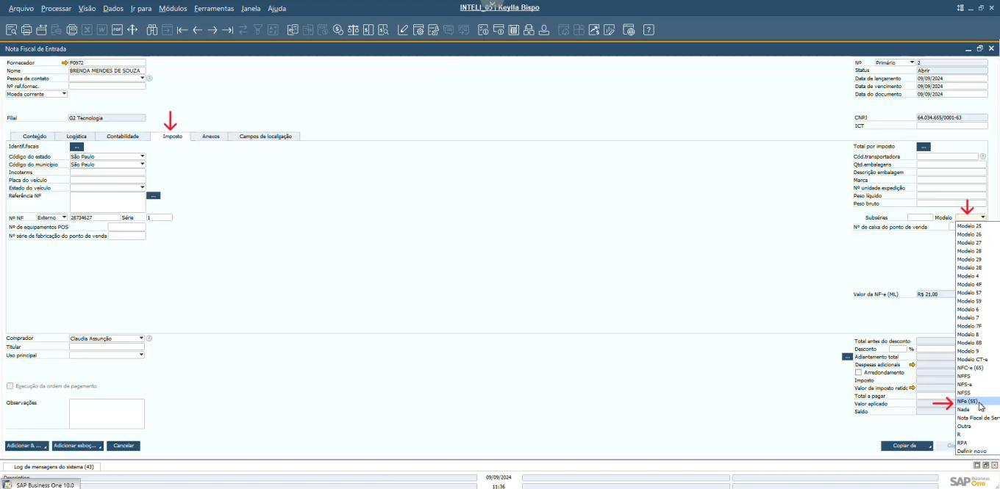 Arquivo Processar Visão Dados Ir para Módulos Ferramentas Janela Ajuda
INTELI_05 | Keylla Bispo
Nota Fiscal de Entrada
Fornecedor F0972
Nome BRENDA MENDES DE SOUZA
Pessoa de contato
Nº ref.fornec.
Moeda corrente
Filial G2 Tecnologia
Nº Primário 2
Status Abrir
Data de lançamento 09/09/2024
Data de vencimento 09/09/2024
Data do documento 09/09/2024
CNPJ 64.034.655/0001-63
ICT
Conteúdo Logística Contabilidade Imposto Anexos Campos de localização
Identif.fiscais ...
Código do estado São Paulo
Código do município São Paulo
Incoterms
Placa do veículo
Estado do veículo
Referência NF ...
Nº NF Externo 28734627 Série 1
Nº de equipamentos POS
Nº série de fabricação do ponto de venda
Total por imposto ...
Cód.transportadora
Qtd.embalagens
Descrição embalagem
Marca
Nº unidade expedição
Peso líquido
Peso bruto
Subséries Modelo
Nº de caixa do ponto de venda
Valor da NF-e (ML) R$ 21,00
Modelo 25
Modelo 26
Modelo 27
Modelo 28
Modelo 29
Modelo 2E
Modelo 4
Modelo 4F
Modelo 57
Modelo 59
Modelo 6
Modelo 7
Modelo 7F
Modelo 8
Modelo 8B
Modelo 9
Modelo CT-e
NFC-e (65)
NFFS
NFS-e
NFSS
NFe (55)
Nada
Nota Fiscal de Ser
Outra
R
RPA
Definir novo
Comprador Claudia Assunção
Titular
Uso principal
Execução da ordem de pagamento
Observações
Total antes do desconto
Desconto %
... Adiantamento total
Despesas adicionais
Arredondamento
Imposto
Valor de imposto retido
Total a pagar
Valor aplicado
Saldo
Adicionar & ... Adicionar esboç... Cancelar
Copiar de
Log de mensagens do sistema (43)
Description 09/09/2024
SAP Business One 10.0 11:36
SAP Business One